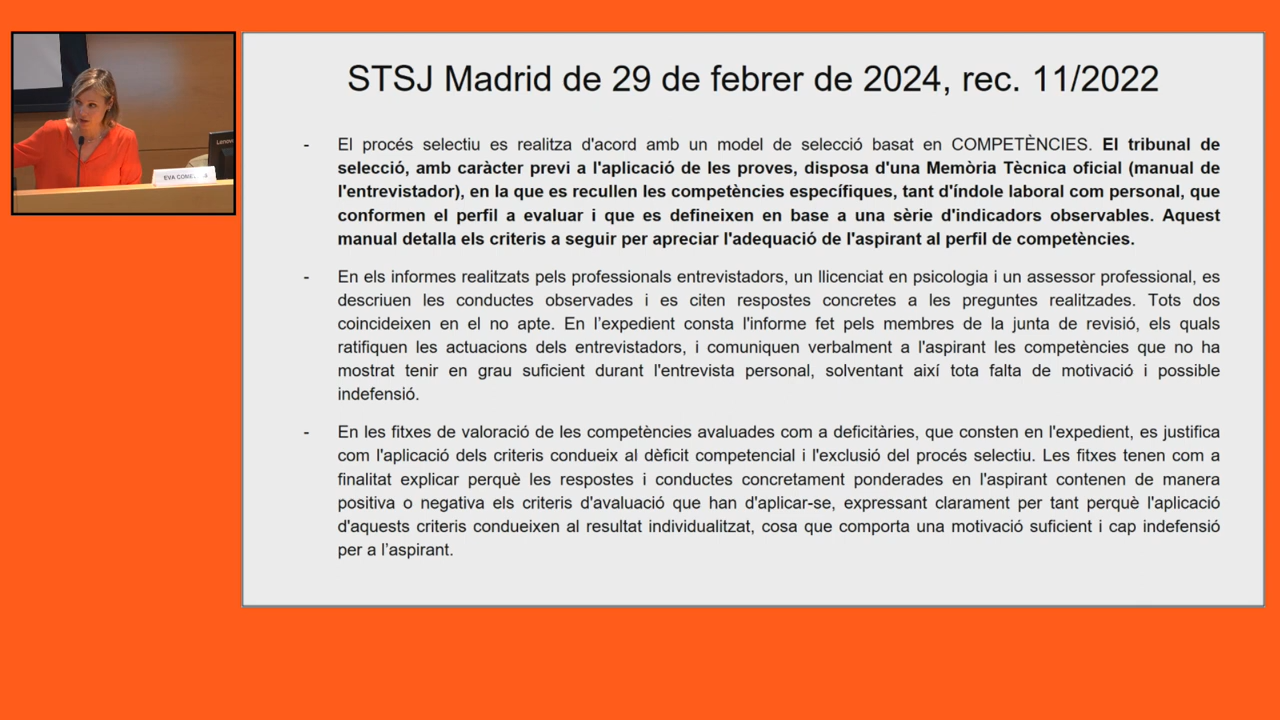 STSJ Madrid de 29 de febrer de 2024, rec. 11/2022
- El procés selectiu es realitza d'acord amb un model de selecció basat en COMPETÈNCIES. El tribunal de
selecció, amb caràcter previ a l'aplicació de les proves, disposa d'una Memòria Tècnica oficial (manual de
l'entrevistador), en la que es recullen les competències específiques, tant d'índole laboral com personal, que
conformen el perfil a evaluar i que es defineixen en base a una sèrie d'indicadors observables. Aquest
manual detalla els criteris a seguir per apreciar l'adequació de l'aspirant al perfil de competències.
- En els informes realitzats pels professionals entrevistadors, un llicenciat en psicologia i un assessor professional, es
descriuen les conductes observades i es citen respostes concretes a les preguntes realitzades. Tots dos
coincideixen en el no apte. En l’expedient consta l'informe fet pels membres de la junta de revisió, els quals
ratifiquen les actuacions dels entrevistadors, i comuniquen verbalment a l'aspirant les competències que no ha
mostrat tenir en grau suficient durant l'entrevista personal, solventant així tota falta de motivació i possible
indefensió.
- En les fitxes de valoració de les competències avaluades com a deficitàries, que consten en l'expedient, es justifica
com l'aplicació dels criteris condueix al dèficit competencial i l'exclusió del procés selectiu. Les fitxes tenen com a
finalitat explicar perquè les respostes i conductes concretament ponderades en l'aspirant contenen de manera
positiva o negativa els criteris d'avaluació que han d'aplicar-se, expressant clarament per tant perquè l'aplicació
d'aquests criteris condueixen al resultat individualitzat, cosa que comporta una motivació suficient i cap indefensió
per a l’aspirant.
Lenovo
EVA